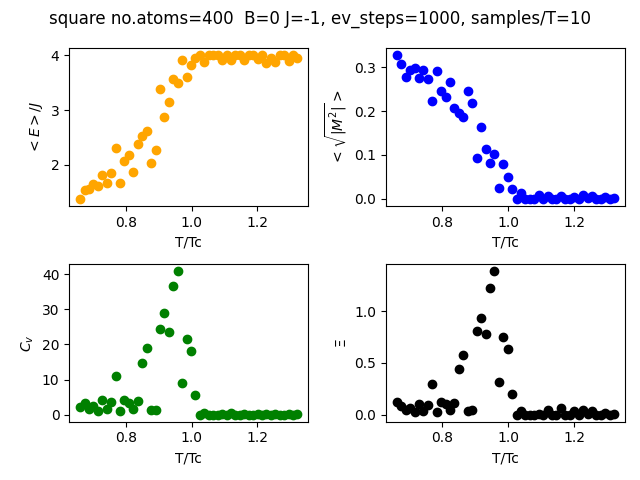 square no.atoms=400  B=0 J=-1, ev_steps=1000, samples/T=10
< E > /J
4
3
2
0.8 1.0 1.2
T/Tc
< √|M²| >
0.3
0.2
0.1
0.0
0.8 1.0 1.2
T/Tc
C_v
40
30
20
10
0
0.8 1.0 1.2
T/Tc
Ξ
1.0
0.5
0.0
0.8 1.0 1.2
T/Tc